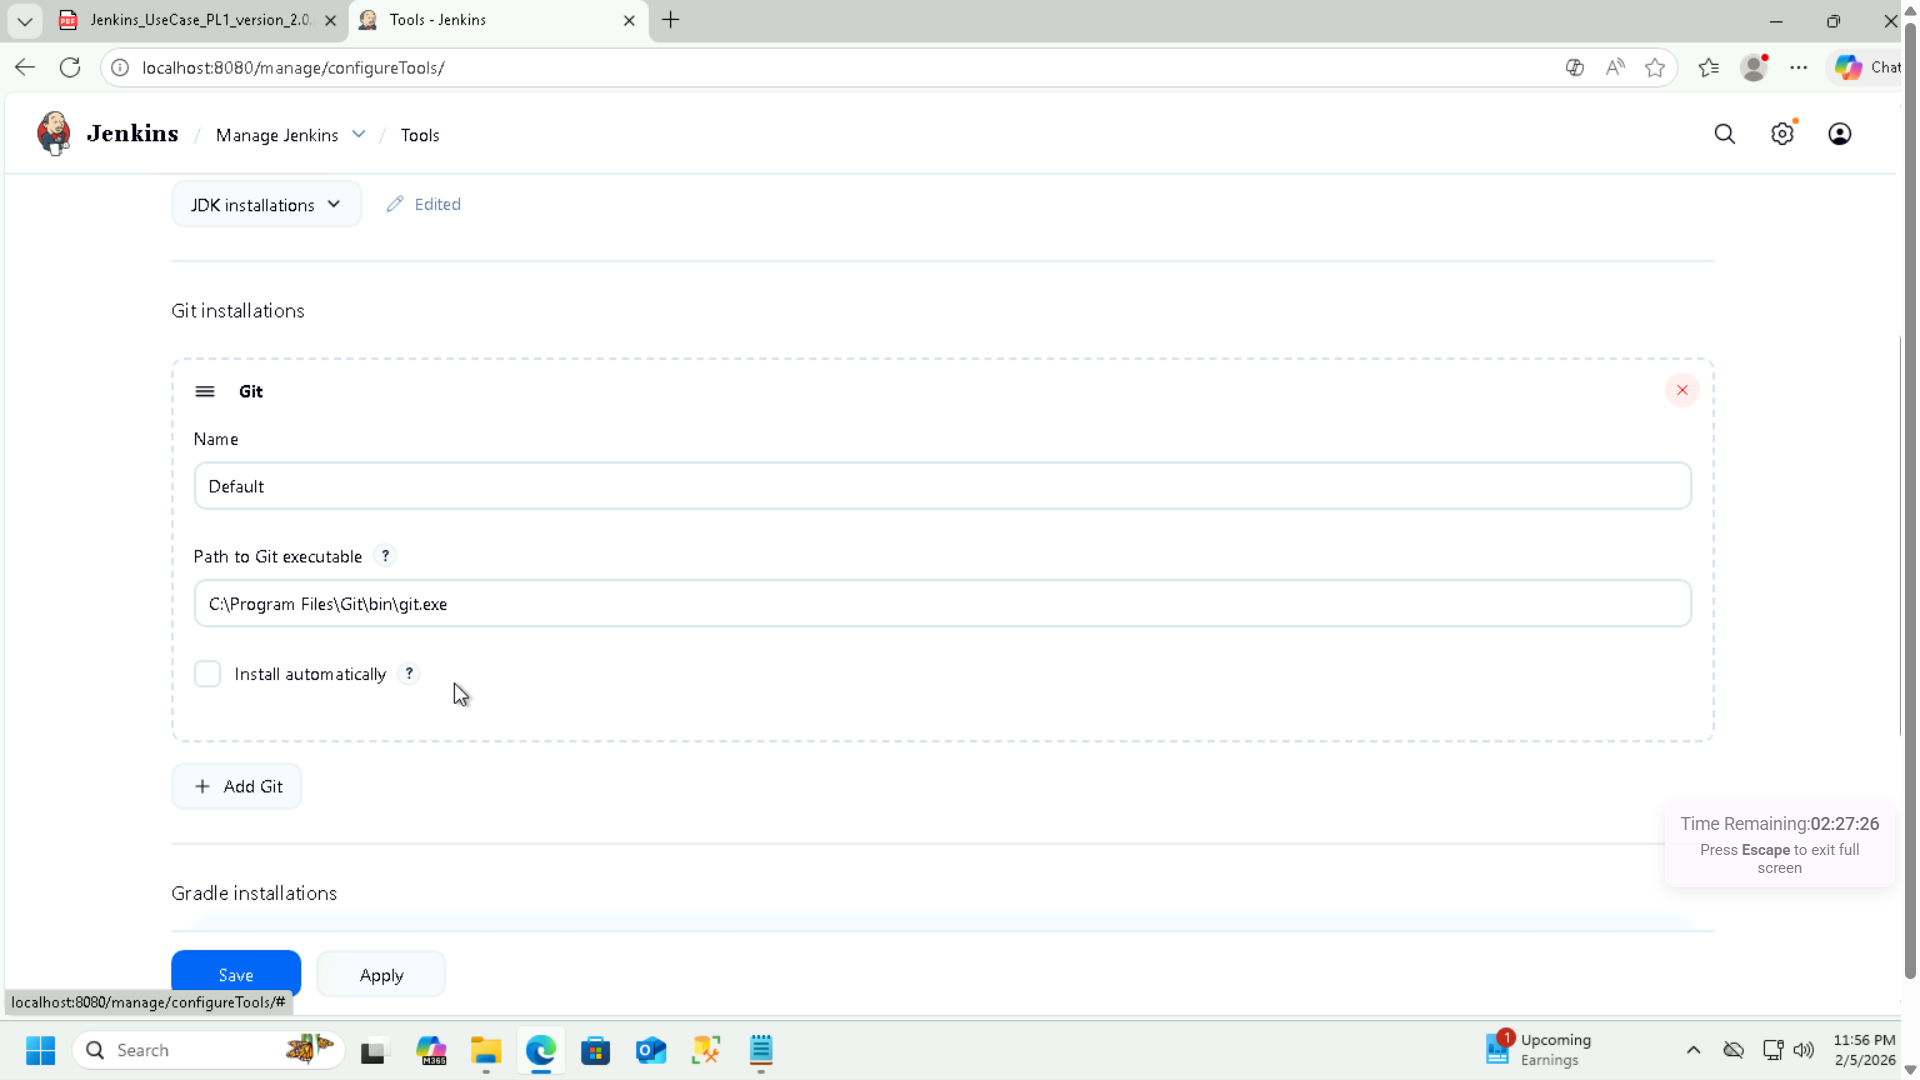 Jenkins_UseCase_PL1_version_2.0.
Tools - Jenkins
localhost:8080/manage/configureTools/
Chat
Jenkins / Manage Jenkins / Tools
JDK installations
Edited
Git installations
Git
Name
Default
Path to Git executable ?
C:\Program Files\Git\bin\git.exe
Install automatically ?
+ Add Git
Time Remaining:02:27:26
Press Escape to exit full
screen
Gradle installations
Save
Apply
localhost:8080/manage/configureTools/#
Search
M365
1
Upcoming
Earnings
11:56 PM
2/5/2026